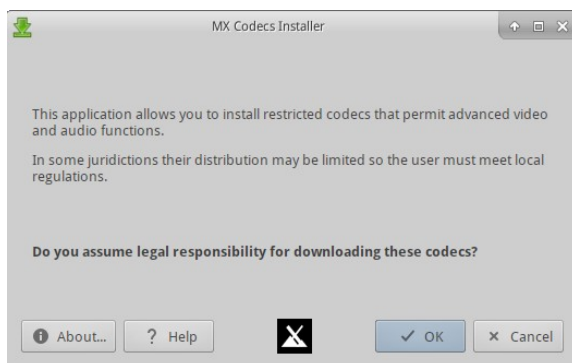 MX Codecs Installer
This application allows you to install restricted codecs that permit advanced video
and audio functions.
In some juridictions their distribution may be limited so the user must meet local
regulations.
Do you assume legal responsibility for downloading these codecs?
About... ? Help OK Cancel